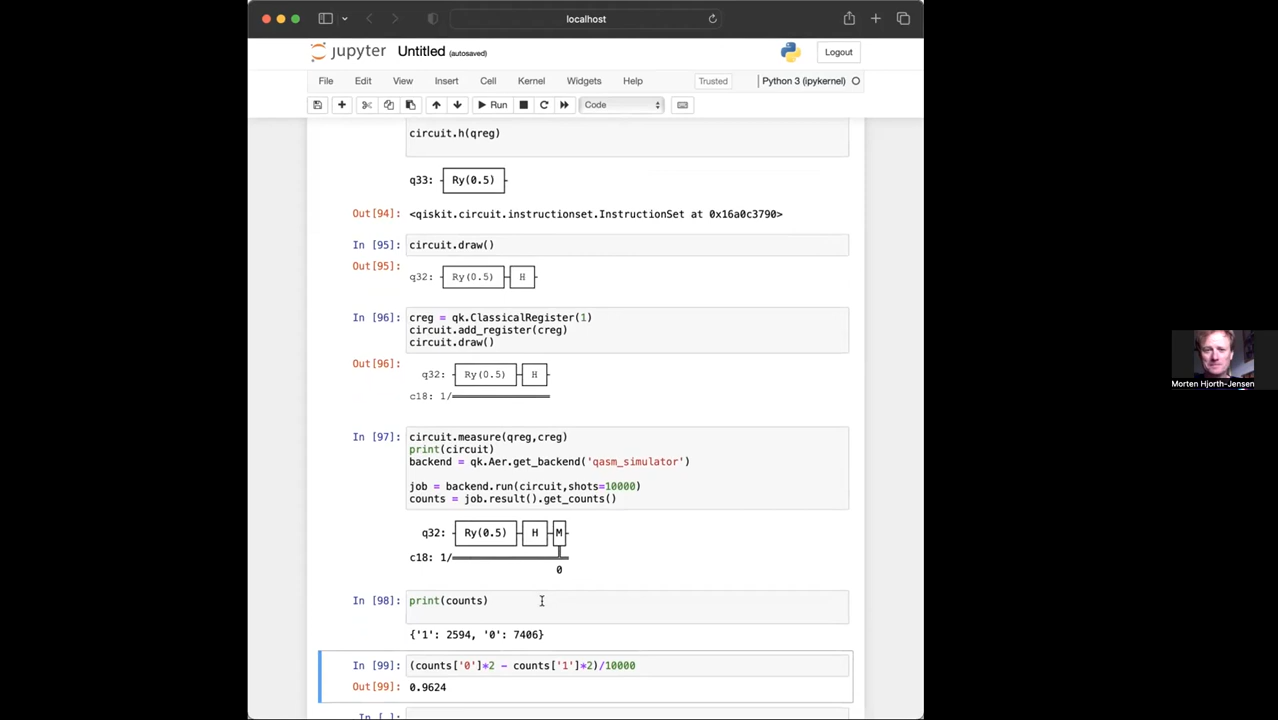 localhost
jupyter Untitled (autosaved)
Logout
File Edit View Insert Cell Kernel Widgets Help
Trusted
Python 3 (ipykernel)
Run
Code
circuit.h(qreg)
q33: Ry(0.5)
Out[94]: <qiskit.circuit.instructionset.InstructionSet at 0x16a0c3790>
In [95]: circuit.draw()
Out[95]:
q32: Ry(0.5) H
In [96]: creg = qk.ClassicalRegister(1)
circuit.add_register(creg)
circuit.draw()
Out[96]:
q32: Ry(0.5) H
c18: 1/
In [97]: circuit.measure(qreg,creg)
print(circuit)
backend = qk.Aer.get_backend('qasm_simulator')
job = backend.run(circuit,shots=10000)
counts = job.result().get_counts()
q32: Ry(0.5) H M
c18: 1/
0
In [98]: print(counts)
{'1': 2594, '0': 7406}
In [99]: (counts['0']*2 - counts['1']*2)/10000
Out[99]: 0.9624
In [ ]:
Morten Hjorth-Jensen